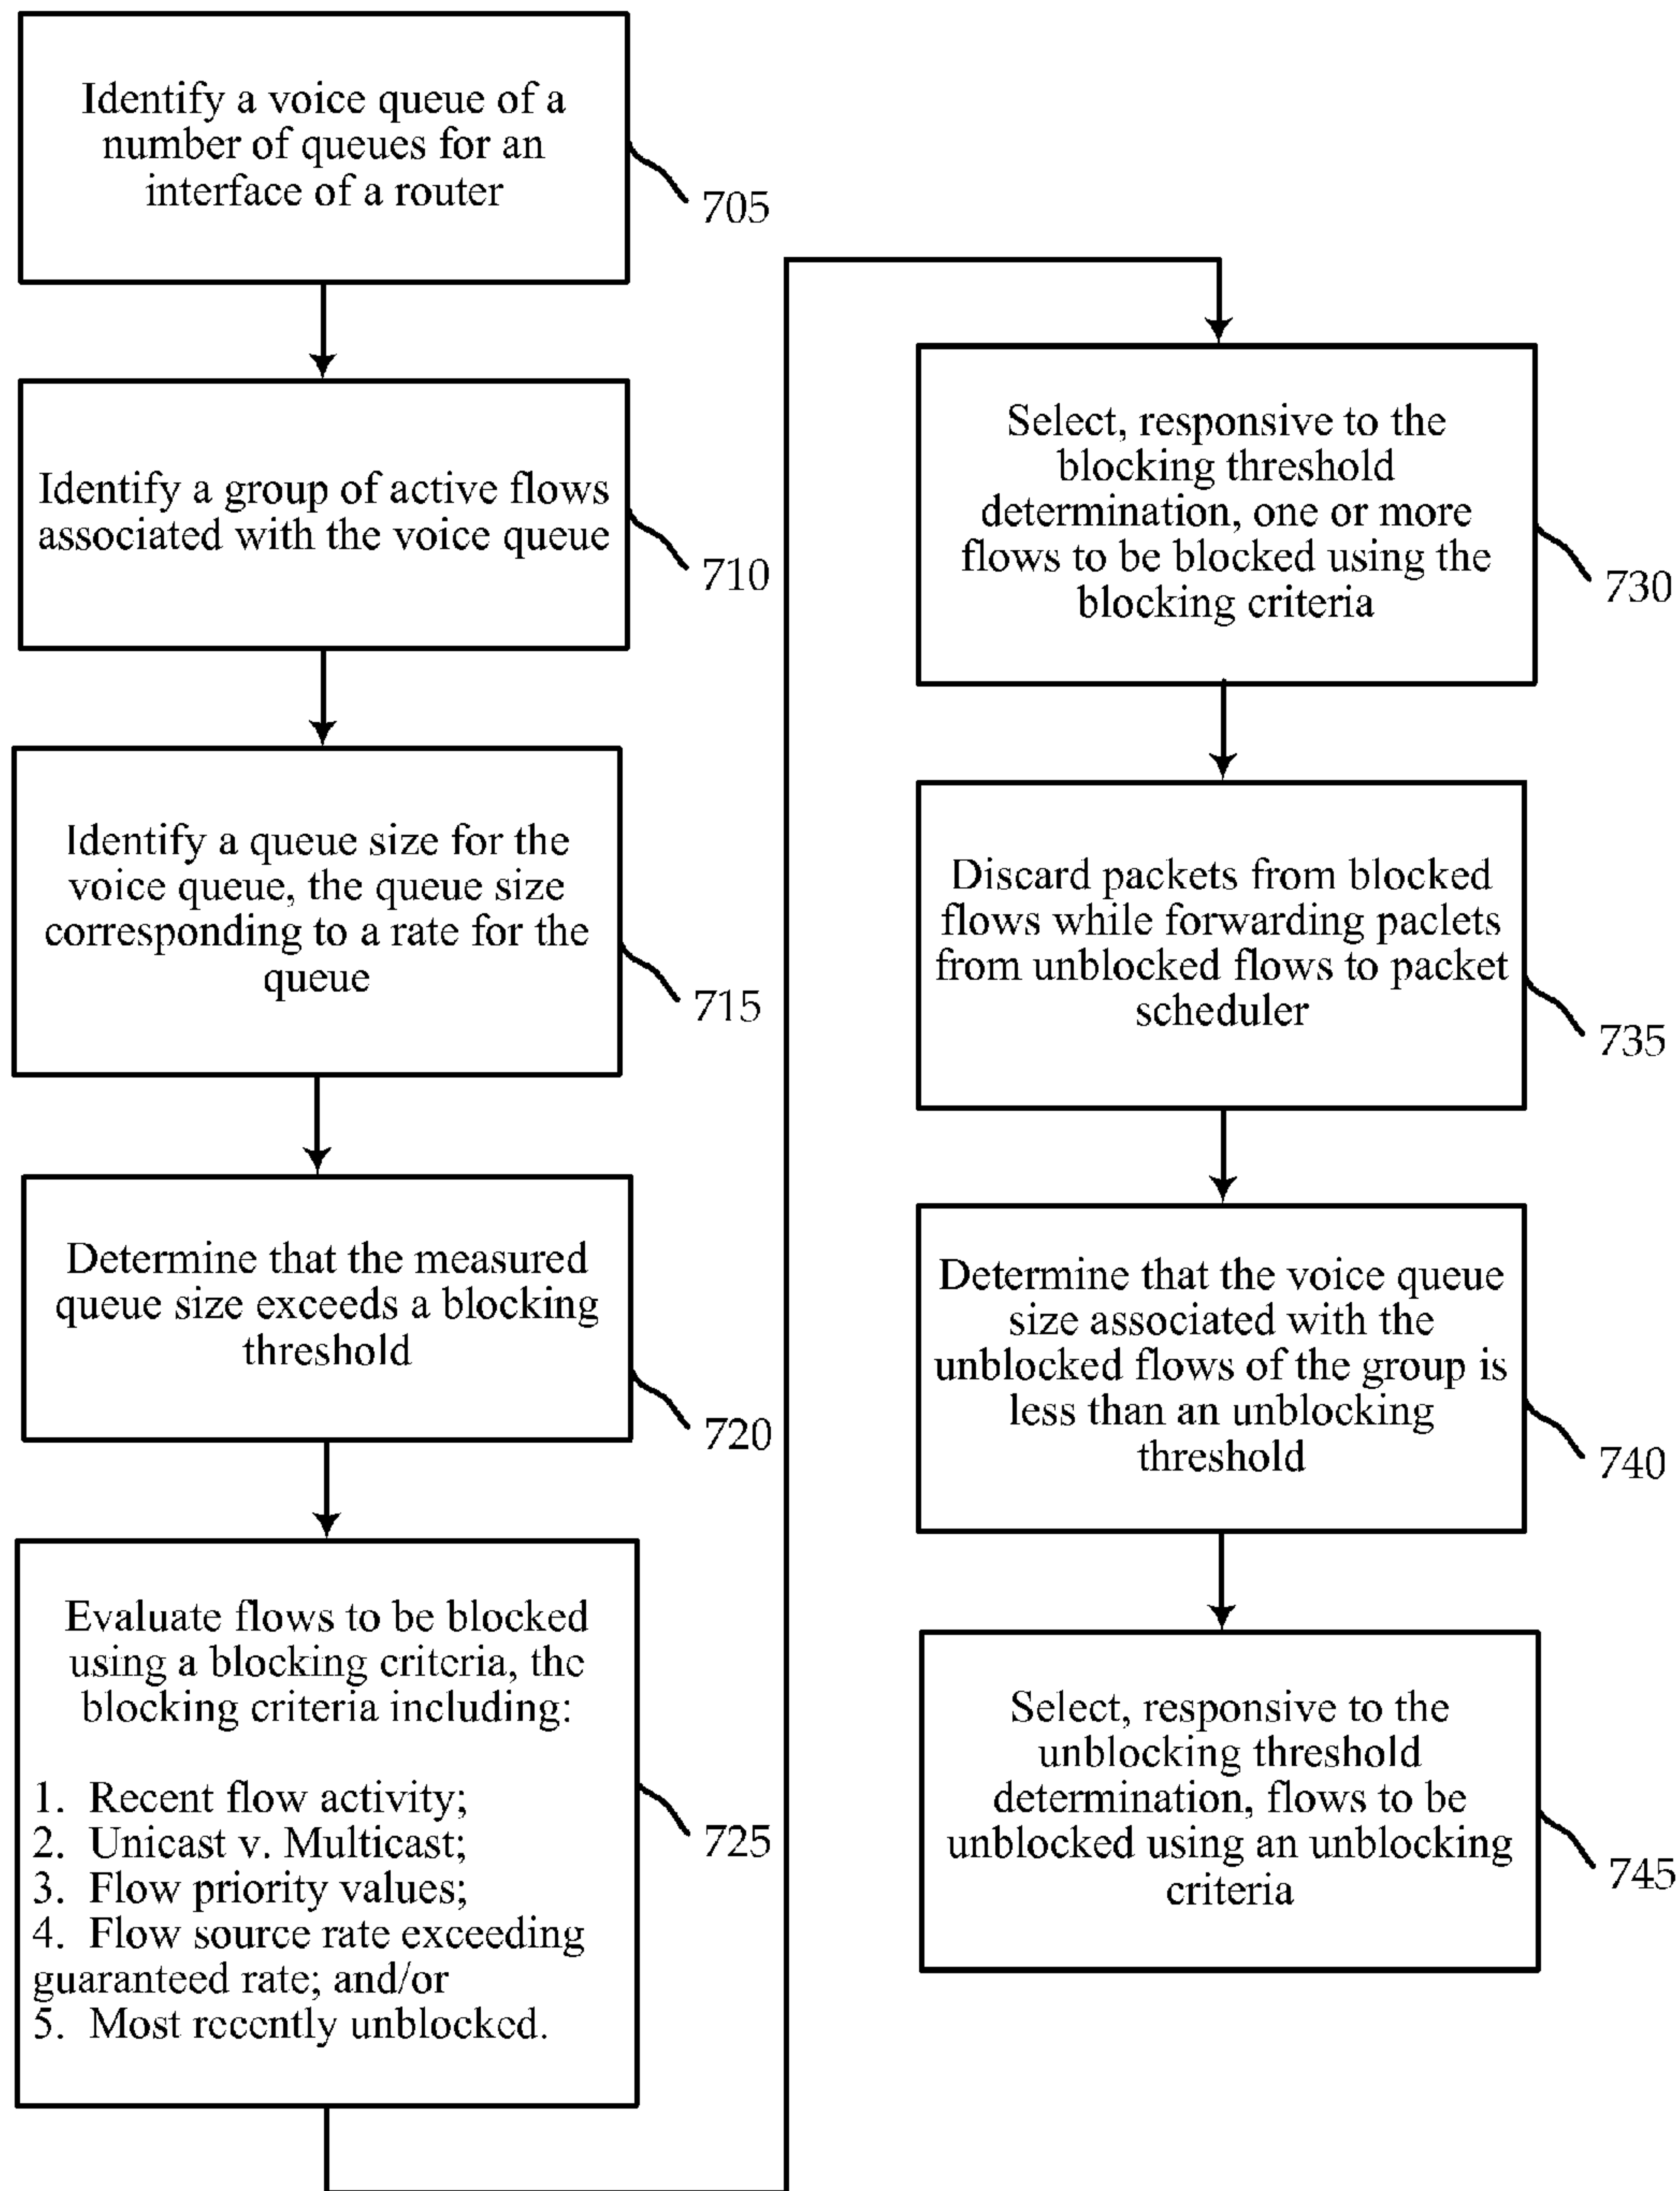 Identify a voice queue of a
number of queues for an
interface of a router
705
Identify a group of active flows
associated with the voice queue
710
Identify a queue size for the
voice queue, the queue size
corresponding to a rate for the
queue
715
Determine that the measured
queue size exceeds a blocking
threshold
720
Evaluate flows to be blocked
using a blocking criteria, the
blocking criteria including:
1. Recent flow activity;
2. Unicast v. Multicast;
3. Flow priority values;
4. Flow source rate exceeding
guaranteed rate; and/or
5. Most recently unblocked.
725
Select, responsive to the
blocking threshold
determination, one or more
flows to be blocked using the
blocking criteria
730
Discard packets from blocked
flows while forwarding paclets
from unblocked flows to packet
scheduler
735
Determine that the voice queue
size associated with the
unblocked flows of the group is
less than an unblocking
threshold
740
Select, responsive to the
unblocking threshold
determination, flows to be
unblocked using an unblocking
criteria
745